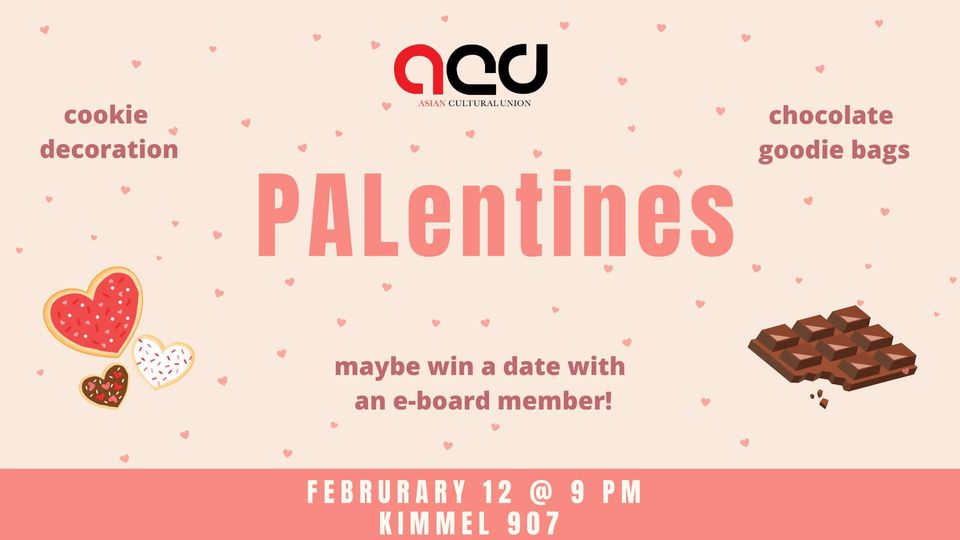 acu
ASIAN CULTURAL UNION
cookie
decoration
chocolate
goodie bags
PALentines
maybe win a date with
an e-board member!
FEBRURARY 12 @ 9 PM
KIMMEL 907